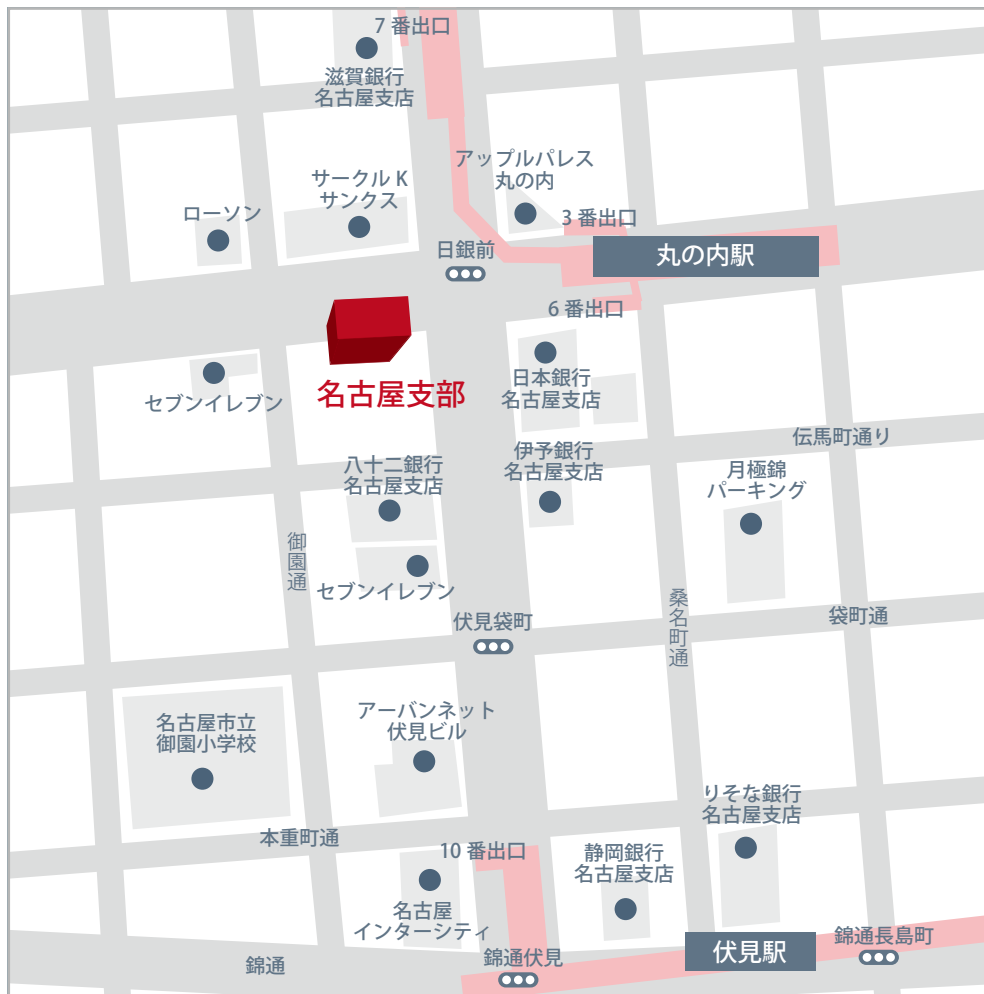 7 番出口
滋賀銀行
名古屋支店
アップルパレス
丸の内
サークル K
サンクス
ローソン
3 番出口
日銀前
丸の内駅
6 番出口
日本銀行
名古屋支店
名古屋支部
セブンイレブン
伝馬町通り
伊予銀行
名古屋支店
八十二銀行
名古屋支店
月極錦
パーキング
御園通
セブンイレブン
桑名町通
袋町通
伏見袋町
アーバンネット
伏見ビル
名古屋市立
御園小学校
りそな銀行
名古屋支店
本重町通
10 番出口
静岡銀行
名古屋支店
名古屋
インターシティ
錦通長島町
伏見駅
錦通伏見
錦通